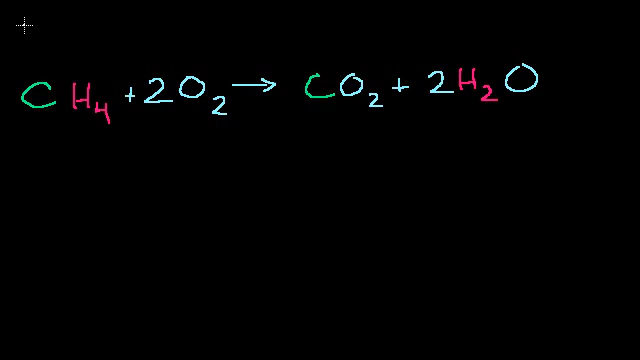 CH₄ + 2O₂ → CO₂ + 2H₂O